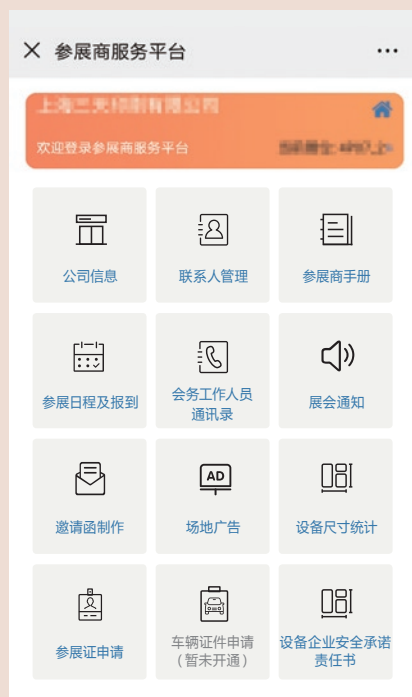 参展商服务平台
欢迎登录参展商服务平台
公司信息
联系人管理
参展商手册
参展日程及报到
会务工作人员
通讯录
展会通知
邀请函制作
AD
场地广告
设备尺寸统计
参展证申请
车辆证件申请
（暂未开通）
设备企业安全承诺
责任书